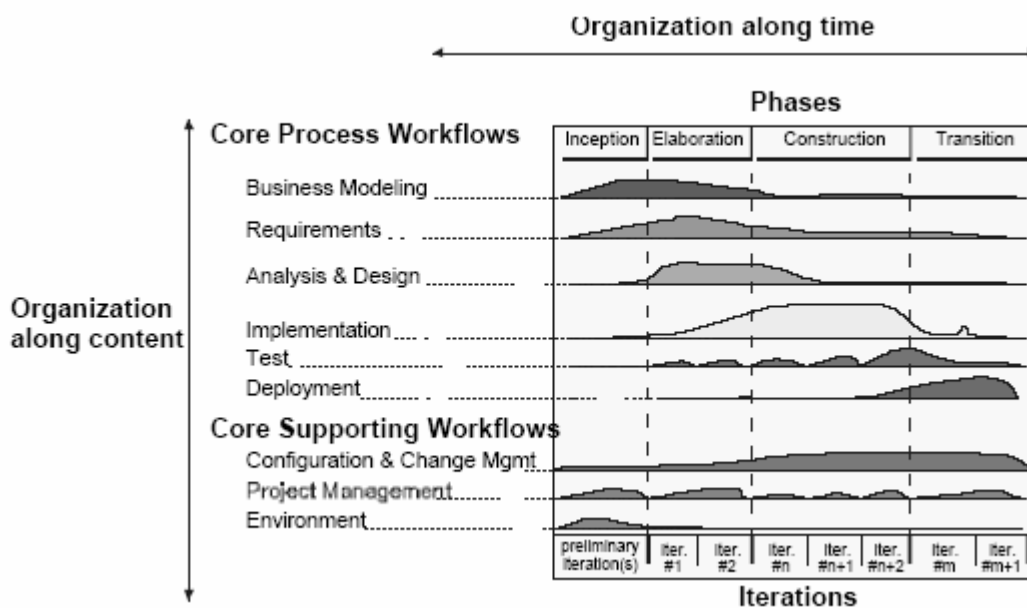 Organization along time
Phases
Core Process Workflows
Inception Elaboration Construction Transition
Business Modeling
Requirements
Analysis & Design
Organization
along content
Implementation
Test
Deployment
Core Supporting Workflows
Configuration & Change Mgmt
Project Management
Environment
preliminary
iteration(s)
Iter.
#1
Iter.
#2
Iter.
#n
Iter.
#n+1
Iter.
#n+2
Iter.
#m
Iter.
#m+1
Iterations